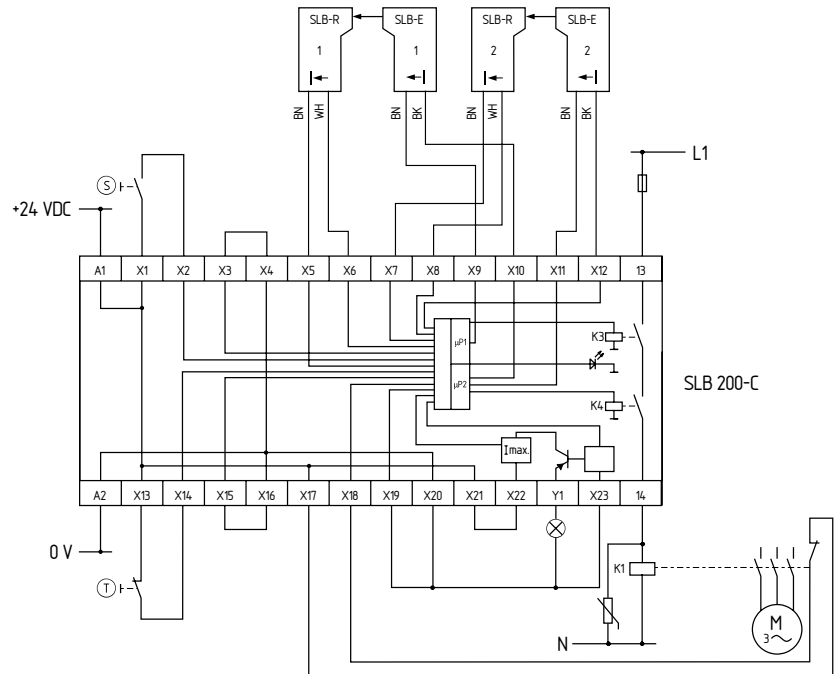 SLB-R SLB-E SLB-R SLB-E
1 1 2 2
BN WH BN BK BN WH BN BK
L1
S
+24 VDC
A1 X1 X2 X3 X4 X5 X6 X7 X8 X9 X10 X11 X12 13
µP1
K3
µP2
SLB 200-C
K4
Imax.
A2 X13 X14 X15 X16 X17 X18 X19 X20 X21 X22 Y1 X23 14
0 V
T
K1
M
3~
N